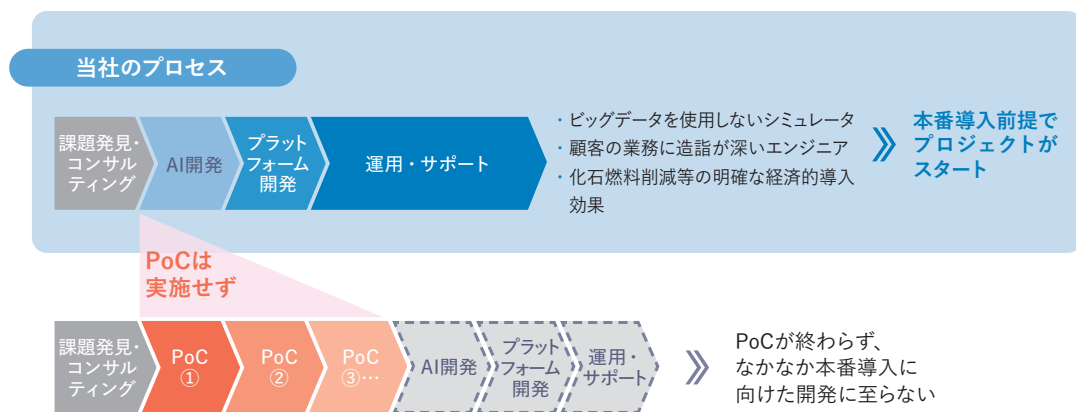 当社のプロセス
課題発見・
コンサル
ティング
AI開発
プラット
フォーム
開発
運用・サポート
・ビッグデータを使用しないシミュレータ
・顧客の業務に造詣が深いエンジニア
・化石燃料削減等の明確な経済的導入
効果
本番導入前提で
プロジェクトが
スタート
PoCは
実施せず
課題発見・
コンサル
ティング
PoC
①
PoC
②
PoC
③…
AI開発
プラット
フォーム
開発
運用・
サポート
PoCが終わらず、
なかなか本番導入に
向けた開発に至らない